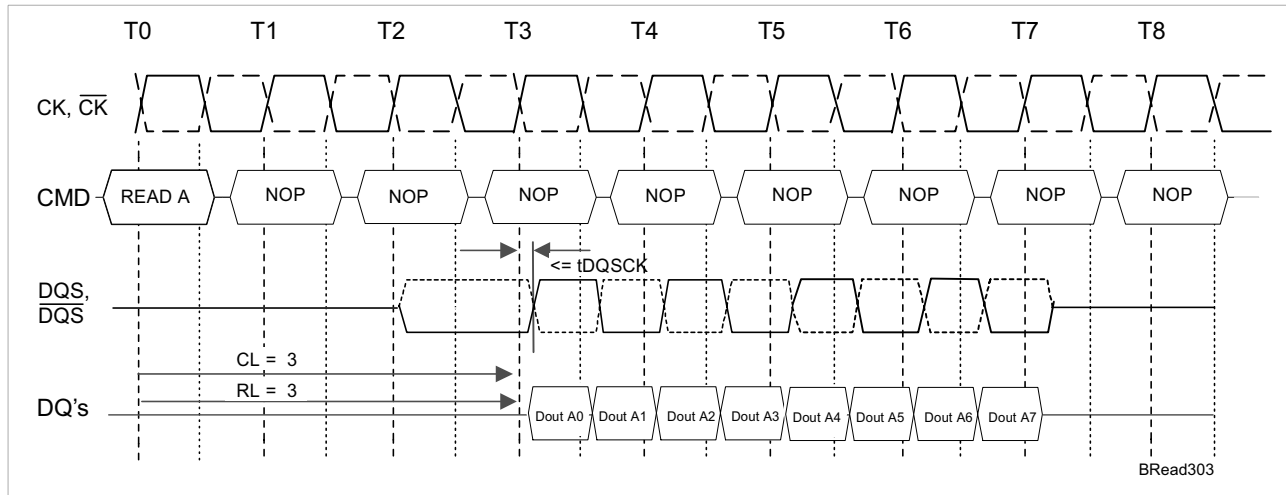 T0 T1 T2 T3 T4 T5 T6 T7 T8
CK, CK
CMD READ A NOP NOP NOP NOP NOP NOP NOP NOP
<= tDQSCK
DQS,
DQS
CL = 3
RL = 3
DQ's Dout A0 Dout A1 Dout A2 Dout A3 Dout A4 Dout A5 Dout A6 Dout A7
BRead303